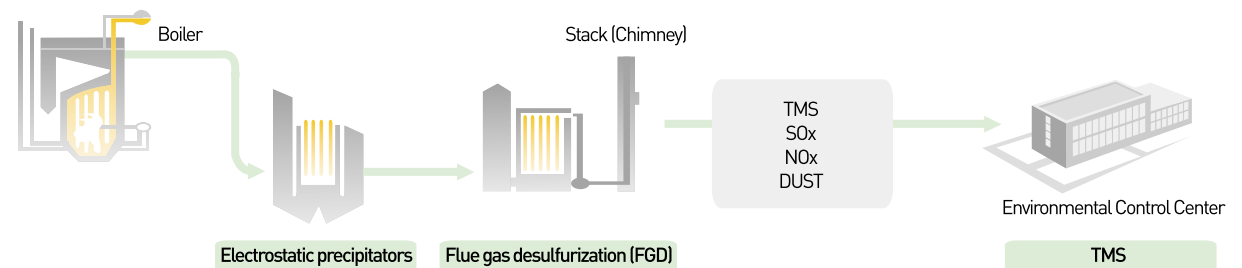 Boiler
Stack (Chimney)
TMS
SOx
NOx
DUST
Environmental Control Center
Electrostatic precipitators
Flue gas desulfurization (FGD)
TMS